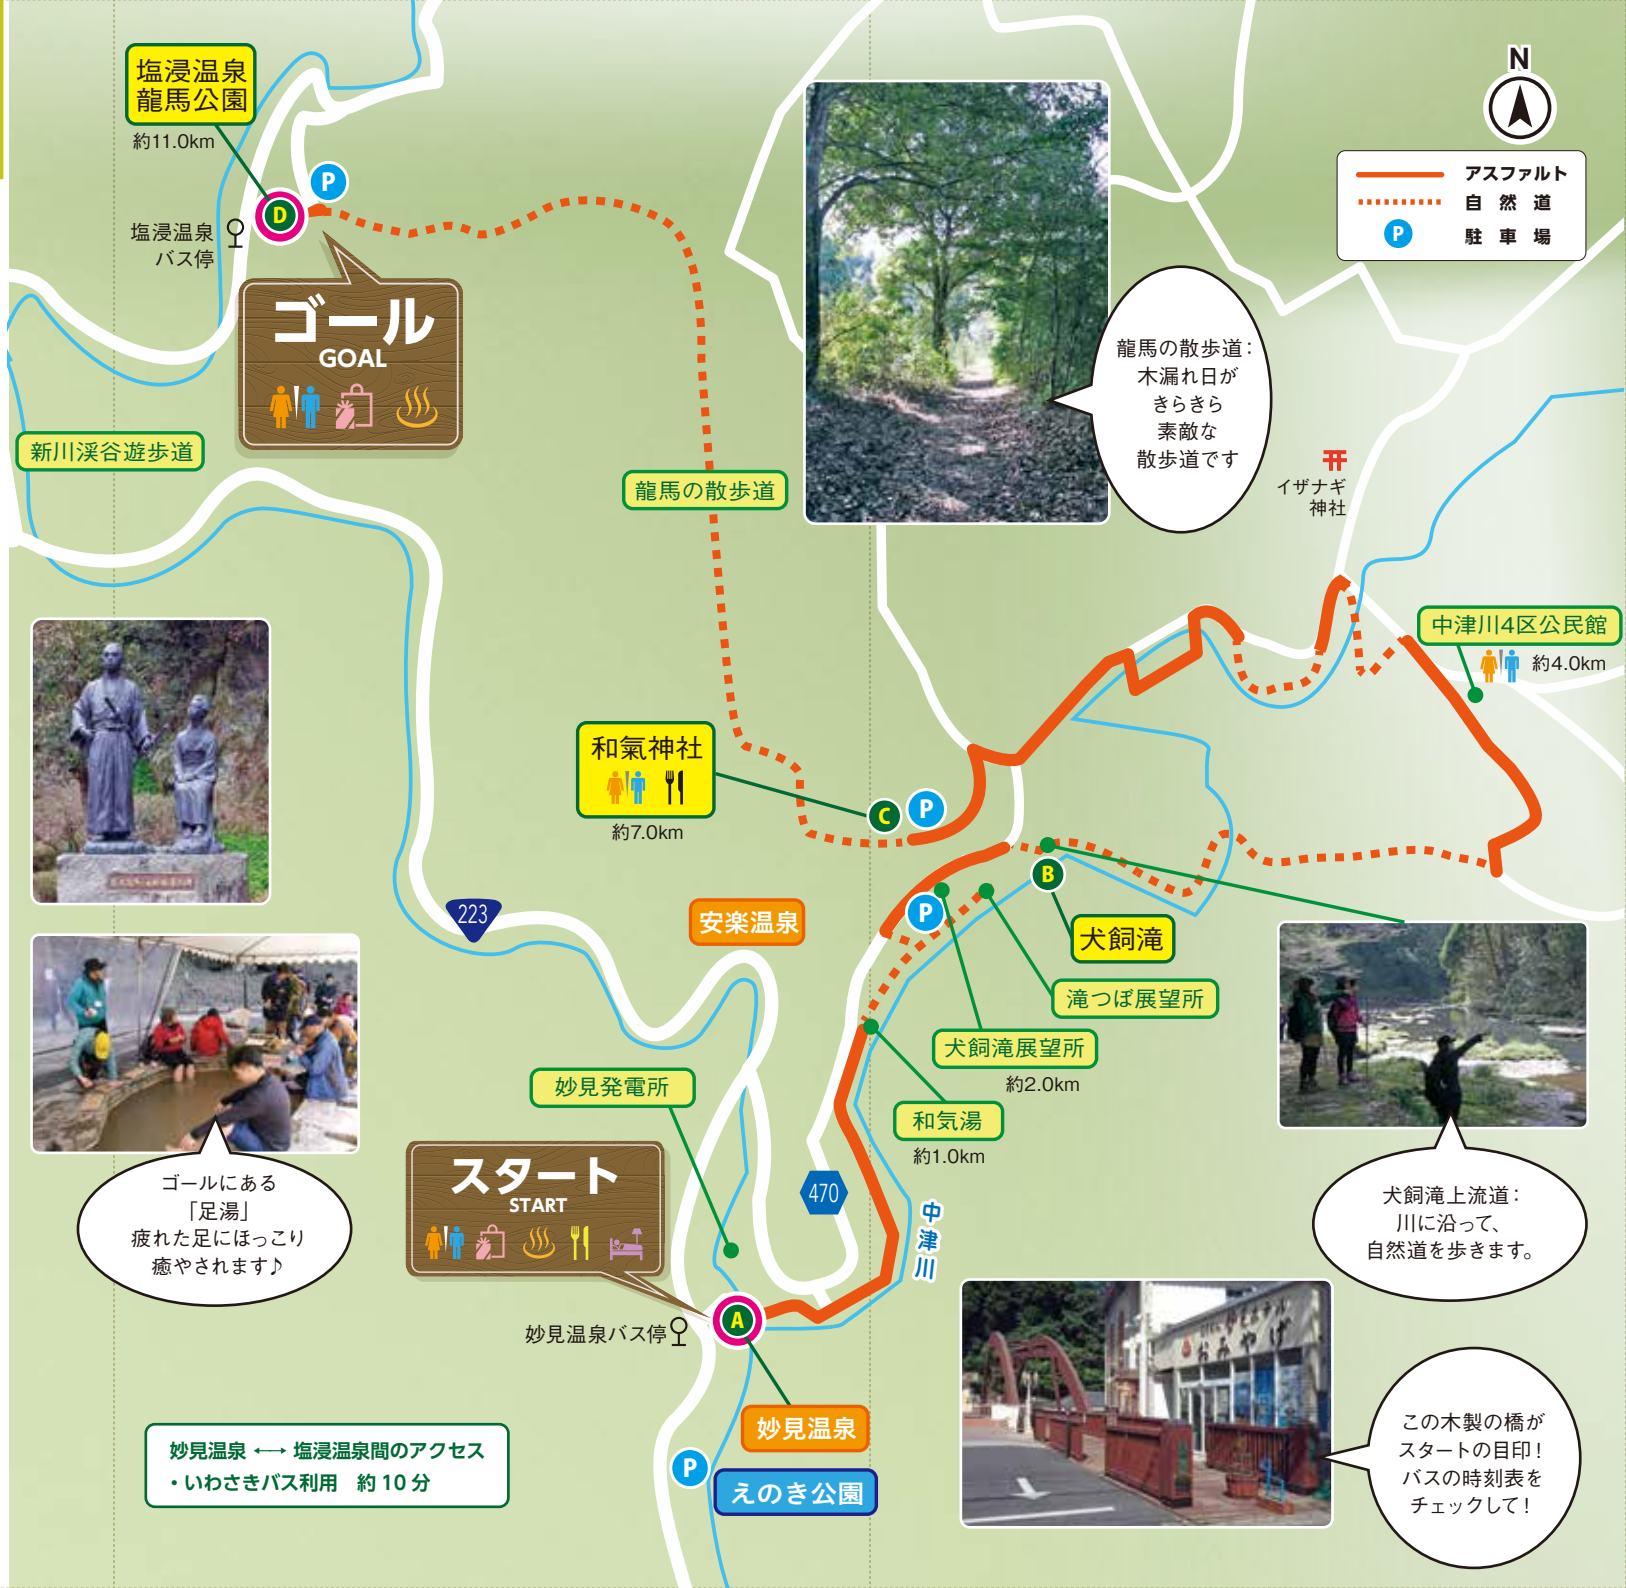 塩浸温泉
龍馬公園
約11.0km
D
P
塩浸温泉
バス停
ゴール
GOAL
新川渓谷遊歩道
N
アスファルト
自然道
P
駐車場
龍馬の散歩道：
木漏れ日が
きらきら
素敵な
散歩道です
龍馬の散歩道
イザナギ
神社
中津川4区公民館
約4.0km
和氣神社
約7.0km
C
P
B
犬飼滝
P
滝つぼ展望所
犬飼滝展望所
約2.0km
和気湯
約1.0km
223
安楽温泉
妙見発電所
470
中津川
スタート
START
A
妙見温泉バス停
妙見温泉
P
えのき公園
ゴールにある
「足湯」
疲れた足にほっこり
癒やされます♪
犬飼滝上流道：
川に沿って、
自然道を歩きます。
おみやげ
この木製の橋が
スタートの目印！
バスの時刻表を
チェックして！
妙見温泉 ←→ 塩浸温泉間のアクセス
・いわさきバス利用　約10分